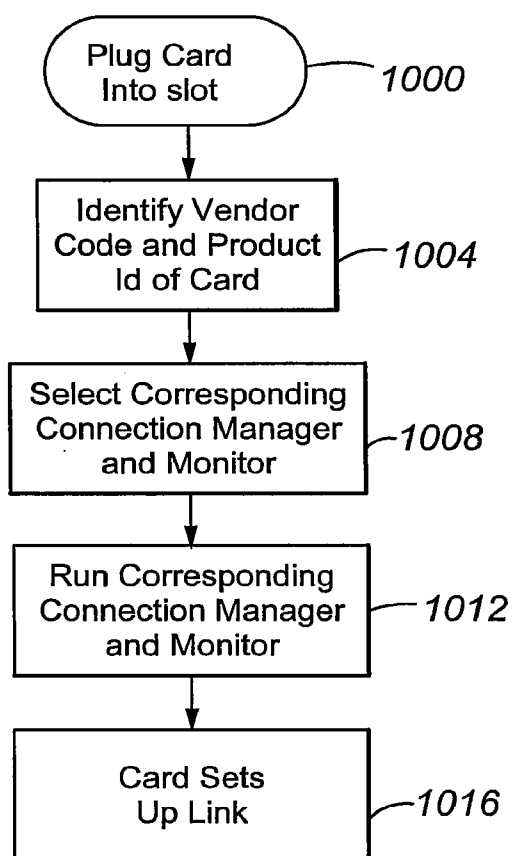 Plug Card
Into slot
1000
Identify Vendor
Code and Product
Id of Card
1004
Select Corresponding
Connection Manager
and Monitor
1008
Run Corresponding
Connection Manager
and Monitor
1012
Card Sets
Up Link
1016